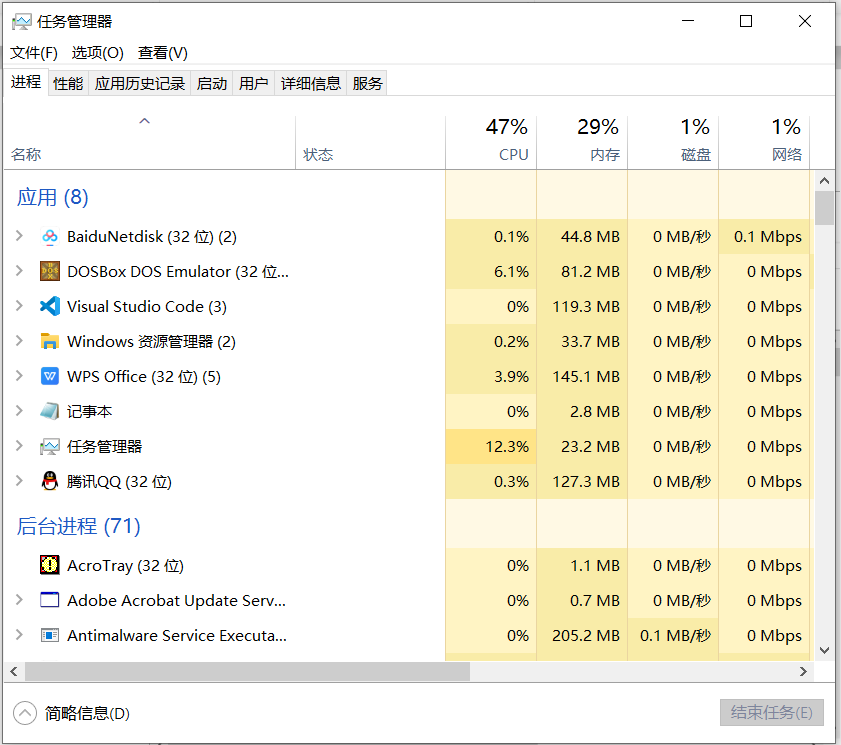 任务管理器
文件(F) 选项(O) 查看(V)
进程 性能 应用历史记录 启动 用户 详细信息 服务
47% 29% 1% 1%
名称 状态 CPU 内存 磁盘 网络
应用 (8)
BaiduNetdisk (32 位) (2) 0.1% 44.8 MB 0 MB/秒 0.1 Mbps
DOSBox DOS Emulator (32 位... 6.1% 81.2 MB 0 MB/秒 0 Mbps
Visual Studio Code (3) 0% 119.3 MB 0 MB/秒 0 Mbps
Windows 资源管理器 (2) 0.2% 33.7 MB 0 MB/秒 0 Mbps
WPS Office (32 位) (5) 3.9% 145.1 MB 0 MB/秒 0 Mbps
记事本 0% 2.8 MB 0 MB/秒 0 Mbps
任务管理器 12.3% 23.2 MB 0 MB/秒 0 Mbps
腾讯QQ (32 位) 0.3% 127.3 MB 0 MB/秒 0 Mbps
后台进程 (71)
AcroTray (32 位) 0% 1.1 MB 0 MB/秒 0 Mbps
Adobe Acrobat Update Serv... 0% 0.7 MB 0 MB/秒 0 Mbps
Antimalware Service Executa... 0% 205.2 MB 0.1 MB/秒 0 Mbps
简略信息(D) 结束任务(E)